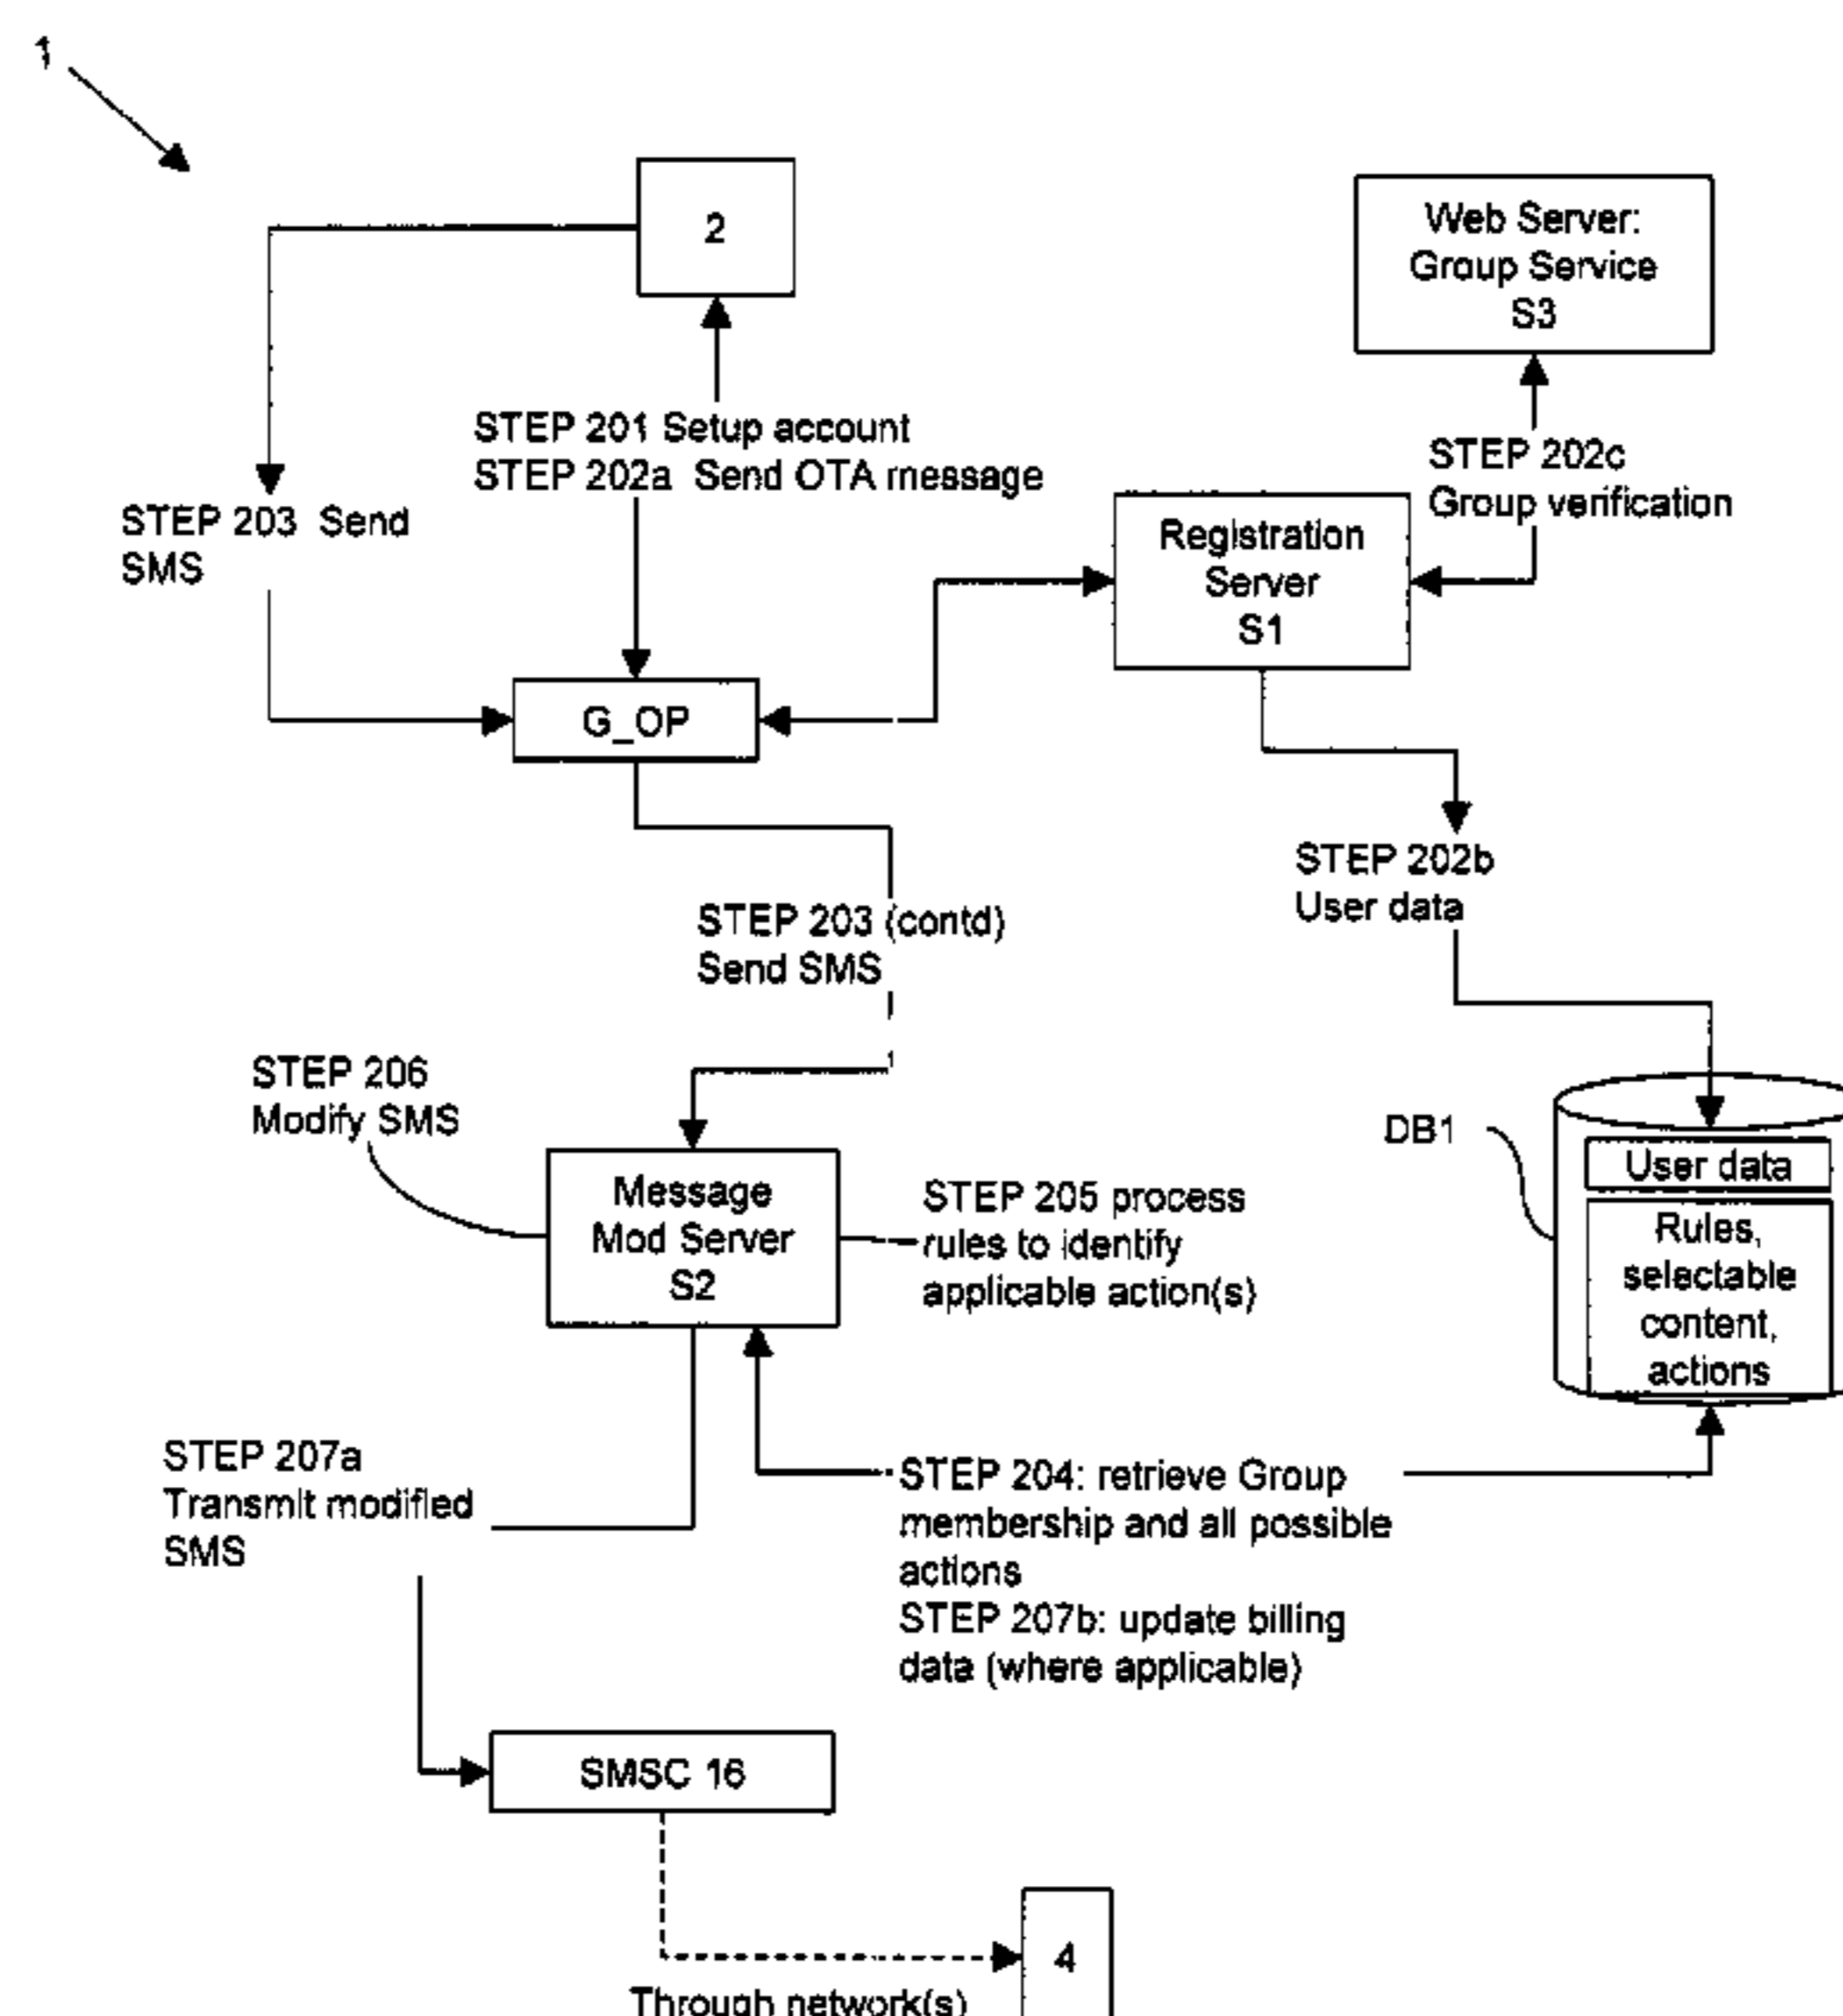 1
2
Web Server:
Group Service
S3
STEP 201 Setup account
STEP 202a Send OTA message
STEP 202c
Group verification
STEP 203 Send
SMS
Registration
Server
S1
G_OP
STEP 202b
User data
STEP 203 (contd)
Send SMS
STEP 206
Modify SMS
DB1
User data
Message
Mod Server
S2
STEP 205 process
rules to identify
applicable action(s)
Rules,
selectable
content,
actions
STEP 207a
Transmit modified
SMS
STEP 204: retrieve Group
membership and all possible
actions
STEP 207b: update billing
data (where applicable)
SMSC 16
4
Through network(s)